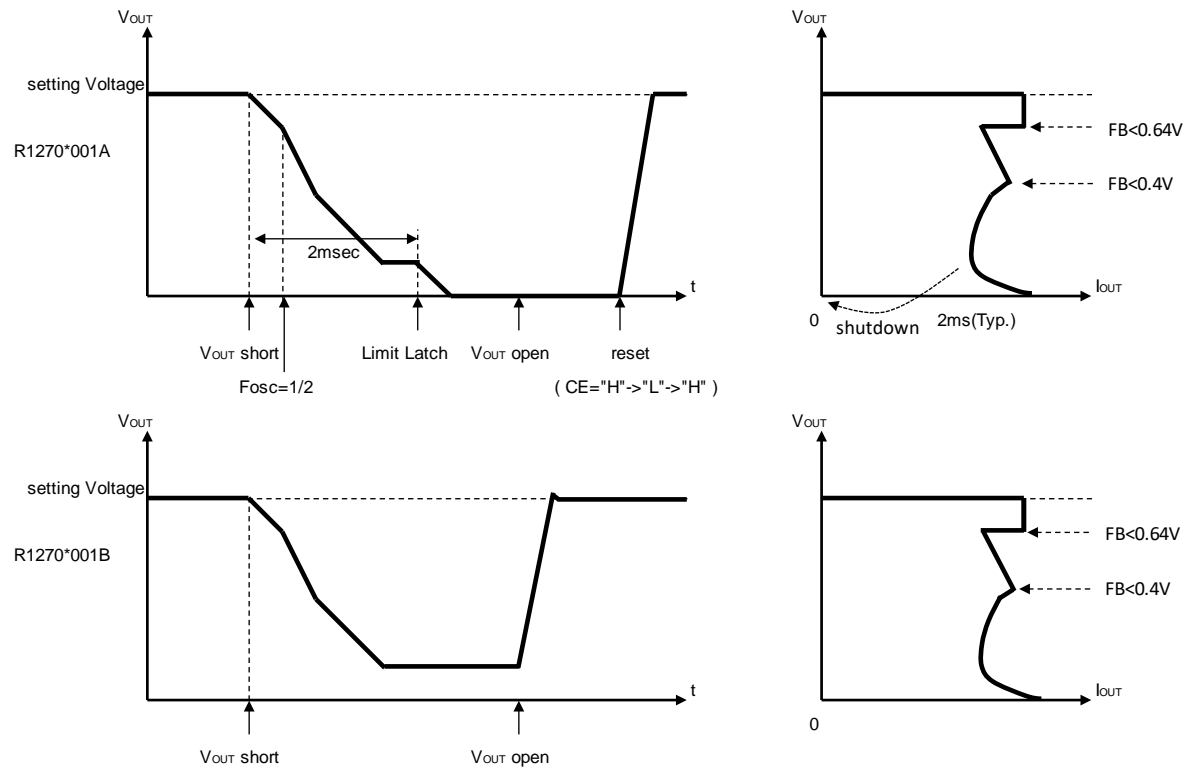 VOUT
setting Voltage
R1270*001A
2msec
t
VOUT short
Limit Latch
VOUT open
reset
Fosc=1/2
( CE="H"->"L"->"H" )
VOUT
FB<0.64V
FB<0.4V
IOUT
0
shutdown
2ms(Typ.)
VOUT
setting Voltage
R1270*001B
t
VOUT short
VOUT open
VOUT
FB<0.64V
FB<0.4V
IOUT
0